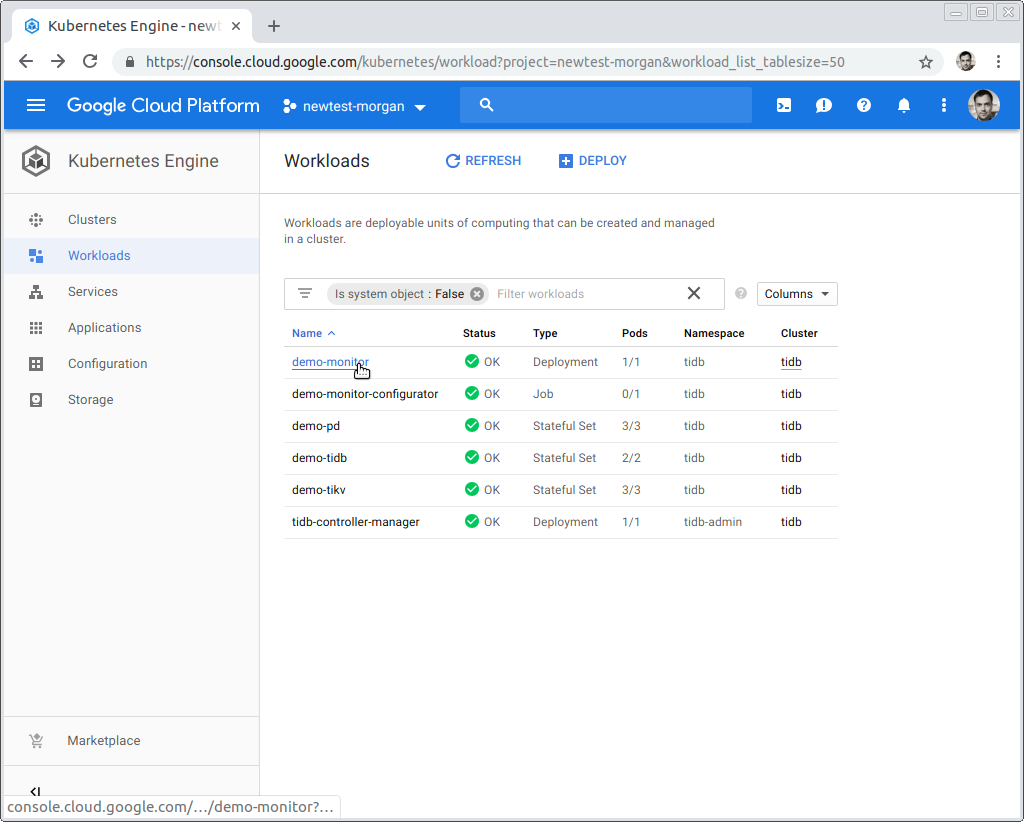 Kubernetes Engine - newt
https://console.cloud.google.com/kubernetes/workload?project=newtest-morgan&workload_list_tablesize=50
Google Cloud Platform newtest-morgan
Kubernetes Engine
Workloads REFRESH DEPLOY
Clusters
Workloads
Services
Applications
Configuration
Storage
Marketplace
Workloads are deployable units of computing that can be created and managed
in a cluster.
Is system object : False Filter workloads Columns
Name Status Type Pods Namespace Cluster
demo-monitor OK Deployment 1/1 tidb tidb
demo-monitor-configurator OK Job 0/1 tidb tidb
demo-pd OK Stateful Set 3/3 tidb tidb
demo-tidb OK Stateful Set 2/2 tidb tidb
demo-tikv OK Stateful Set 3/3 tidb tidb
tidb-controller-manager OK Deployment 1/1 tidb-admin tidb
console.cloud.google.com/.../demo-monitor?...